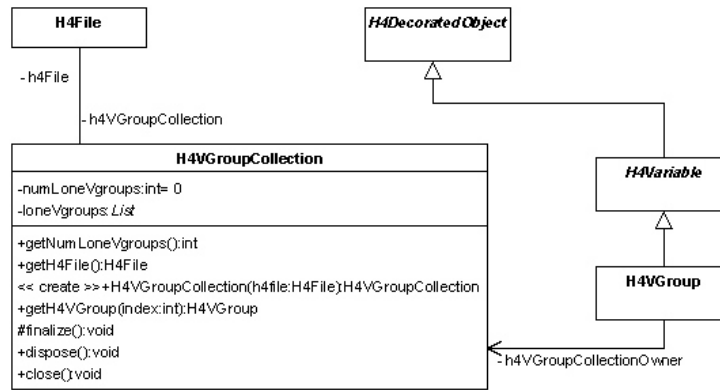 H4File
H4DecoratedObject
- h4File
- h4VGroupCollection
H4VGroupCollection
-numLoneVgroups:int= 0
-loneVgroups:List
+getNumLoneVgroups():int
+getH4File():H4File
<< create >>+H4VGroupCollection(h4file:H4File):H4VGroupCollection
+getH4VGroup(index:int):H4VGroup
#finalize():void
+dispose():void
+close():void
H4Variable
H4VGroup
- h4VGroupCollectionOwner